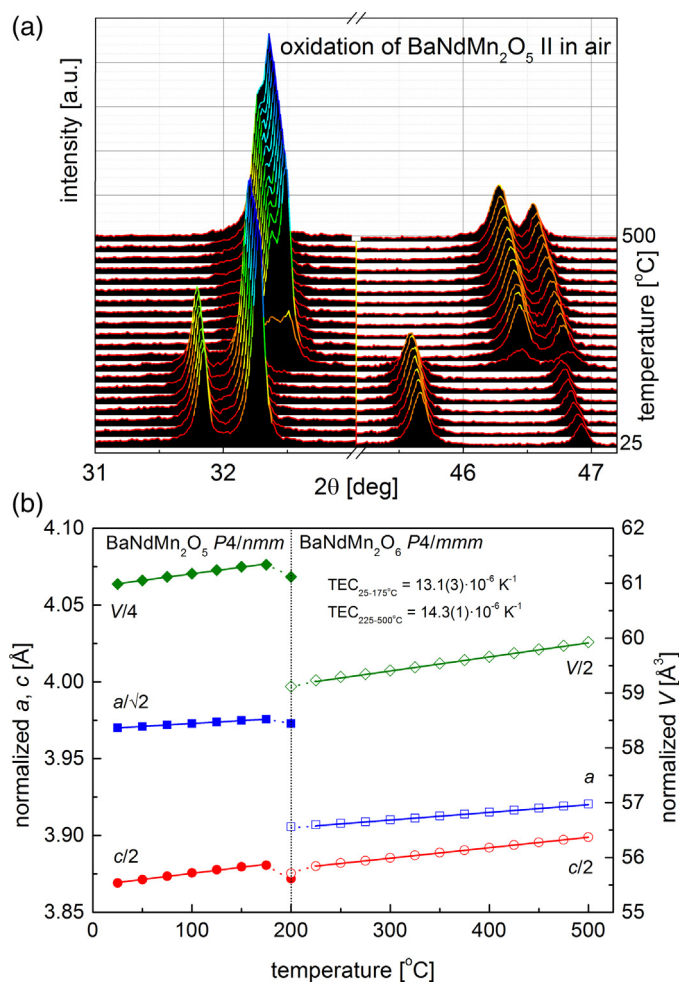 (a)
oxidation of BaNdMn₂O₅ II in air
intensity [a.u.]
500
temperature [°C]
25
31 32 46 47
2θ [deg]
(b)
4.10 62
BaNdMn₂O₅ P4/nmm BaNdMn₂O₆ P4/mmm
TEC₂₅₋₁₇₅°C = 13.1(3)·10⁻⁶ K⁻¹
TEC₂₂₅₋₅₀₀°C = 14.3(1)·10⁻⁶ K⁻¹
4.05 61
V/4
4.00 60
V/2
a/√2
59
3.95
58
a
3.90 57
c/2
c/2
56
3.85 55
normalized a, c [Å]
normalized V [Å³]
0 100 200 300 400 500
temperature [°C]